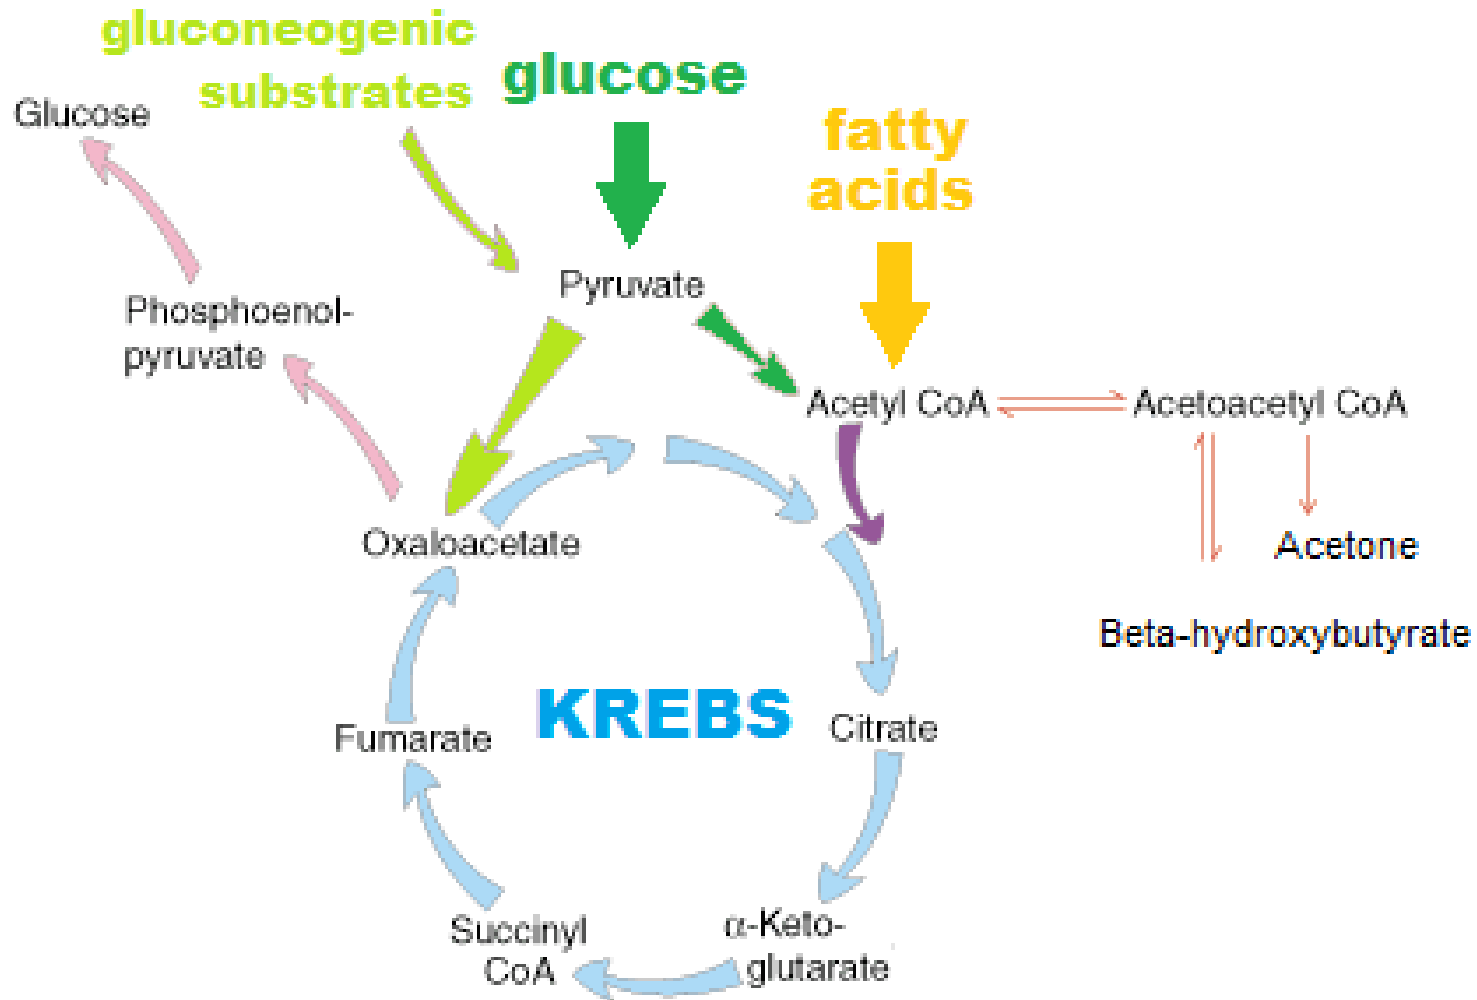 gluconeogenic
substrates
glucose
Glucose
fatty
acids
Pyruvate
Phosphoenol-
pyruvate
Acetyl CoA
Acetoacetyl CoA
Oxaloacetate
Acetone
Beta-hydroxybutyrate
KREBS
Fumarate
Citrate
Succinyl
CoA
α-Keto-
glutarate